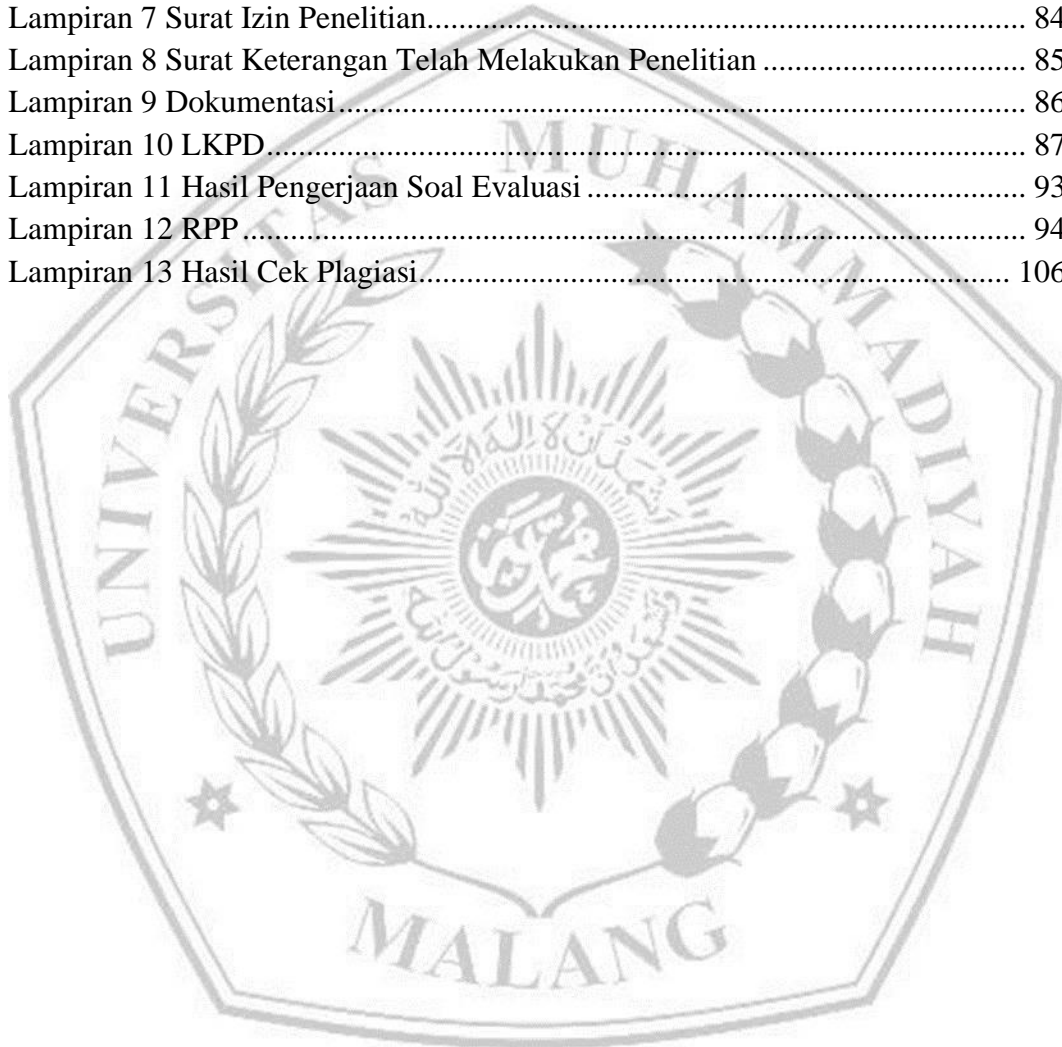 Lampiran 7 Surat Izin Penelitian........................................................................... 84
Lampiran 8 Surat Keterangan Telah Melakukan Penelitian ................................ 85
Lampiran 9 Dokumentasi...................................................................................... 86
Lampiran 10 LKPD............................................................................................... 87
Lampiran 11 Hasil Pengerjaan Soal Evaluasi ....................................................... 93
Lampiran 12 RPP .................................................................................................. 94
Lampiran 13 Hasil Cek Plagiasi.......................................................................... 106
UNIVERSITAS MUHAMMADIYAH
MALANG